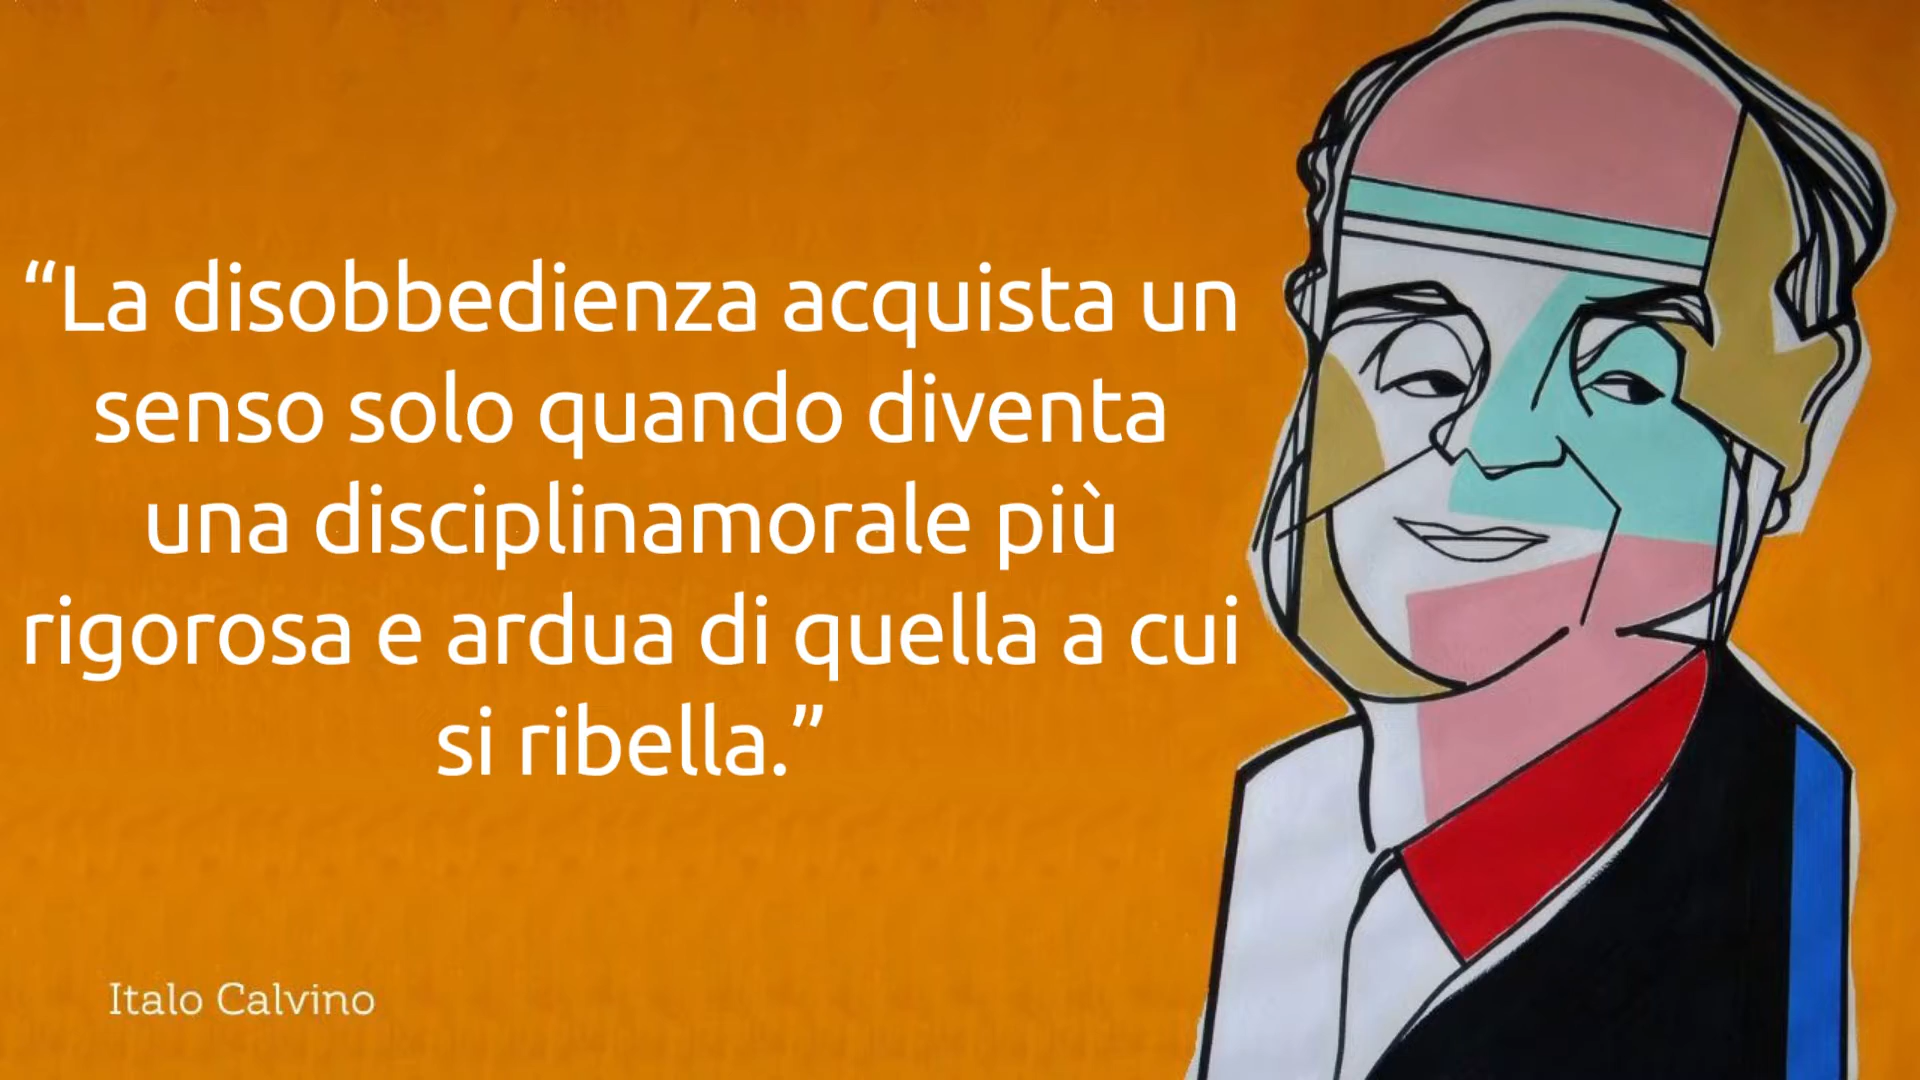 “La disobbedienza acquista un
senso solo quando diventa
una disciplinamorale più
rigorosa e ardua di quella a cui
si ribella.”
Italo Calvino